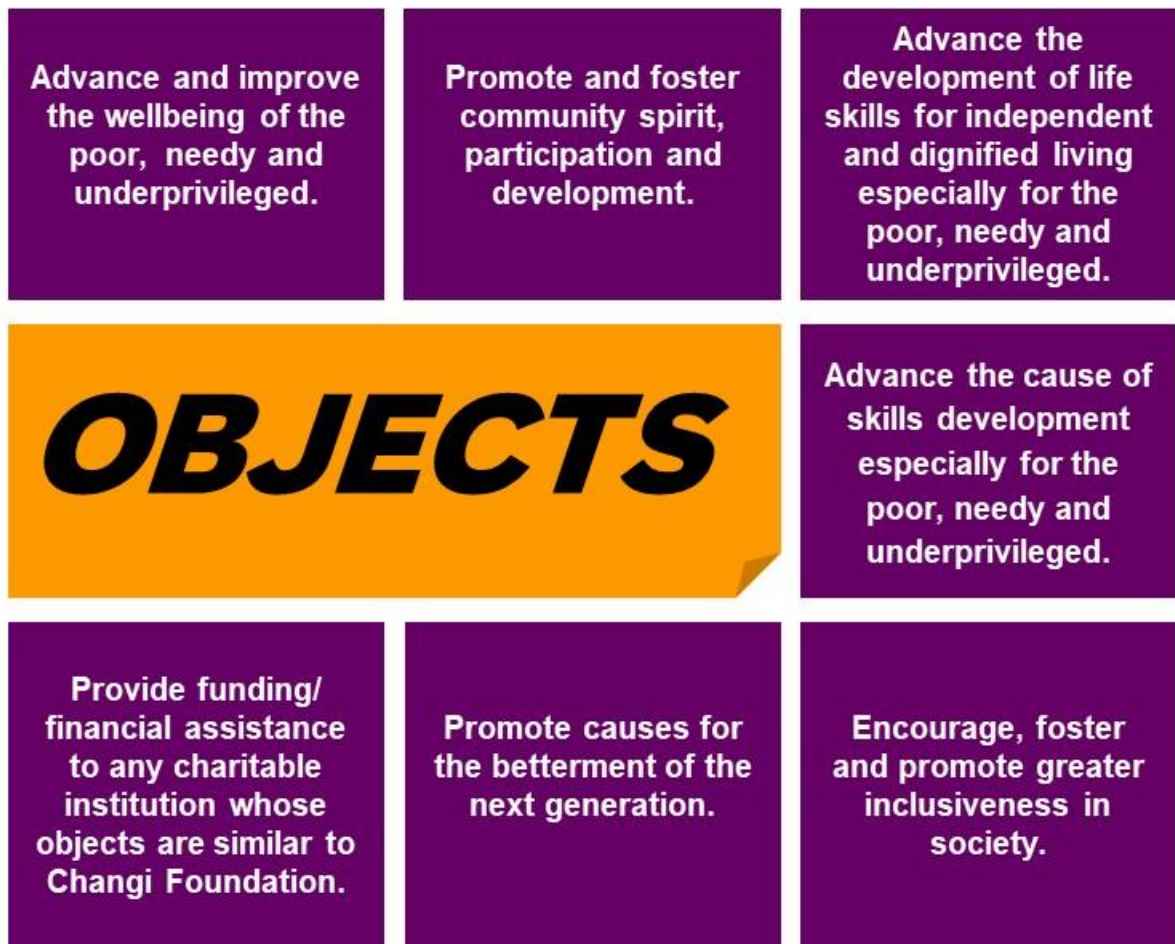 Advance and improve
the wellbeing of the
poor, needy and
underprivileged.
Promote and foster
community spirit,
participation and
development.
Advance the
development of life
skills for independent
and dignified living
especially for the
poor, needy and
underprivileged.
OBJECTS
Advance the cause of
skills development
especially for the
poor, needy and
underprivileged.
Provide funding/
financial assistance
to any charitable
institution whose
objects are similar to
Changi Foundation.
Promote causes for
the betterment of the
next generation.
Encourage, foster
and promote greater
inclusiveness in
society.